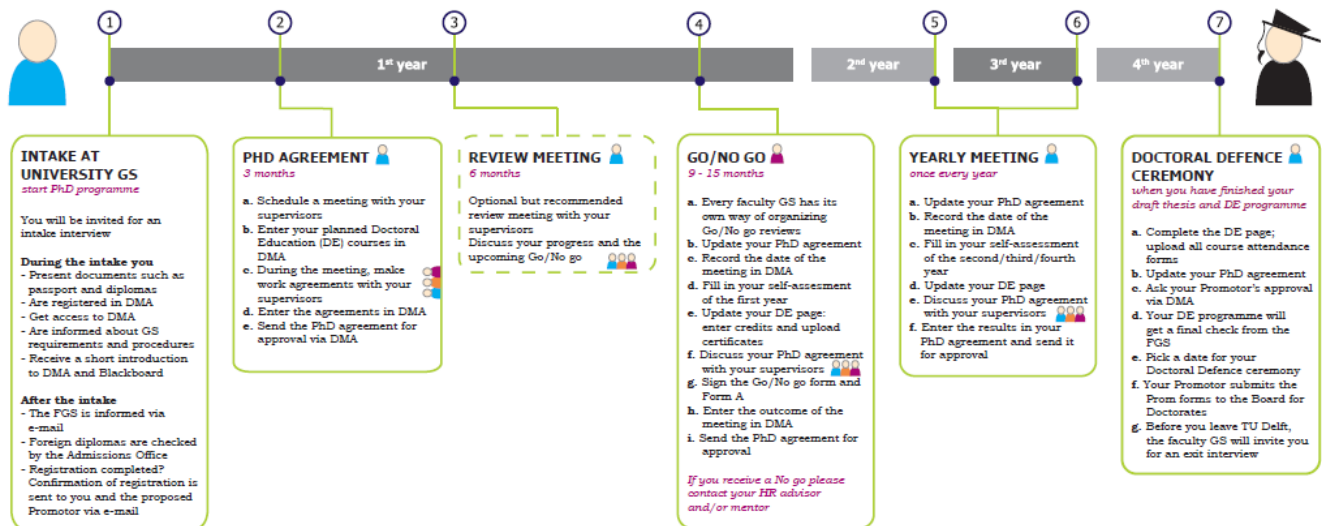 1
2
3
4
5
6
7
1st year
2nd year
3rd year
4th year
INTAKE AT
UNIVERSITY GS
start PhD programme
You will be invited for an
intake interview
During the intake you
- Present documents such as
passport and diplomas
- Are registered in DMA
- Get access to DMA
- Are informed about GS
requirements and procedures
- Receive a short introduction
to DMA and Blackboard
After the intake
- The FGS is informed via
e-mail
- Foreign diplomas are checked
by the Admissions Office
- Registration completed?
Confirmation of registration is
sent to you and the proposed
Promotor via e-mail
PHD AGREEMENT
3 months
a. Schedule a meeting with your
supervisors
b. Enter your planned Doctoral
Education (DE) courses in
DMA
c. During the meeting, make
work agreements with your
supervisors
d. Enter the agreements in DMA
e. Send the PhD agreement for
approval via DMA
REVIEW MEETING
6 months
Optional but recommended
review meeting with your
supervisors
Discuss your progress and the
upcoming Go/No go
GO/NO GO
9 - 15 months
a. Every faculty GS has its
own way of organizing
Go/No go reviews
b. Update your PhD agreement
c. Record the date of the
meeting in DMA
d. Fill in your self-assesment
of the first year
e. Update your DE page:
enter credits and upload
certificates
f. Discuss your PhD agreement
with your supervisors
g. Sign the Go/No go form and
Form A
h. Enter the outcome of the
meeting in DMA
i. Send the PhD agreement for
approval
If you receive a No go please
contact your HR advisor
and/or mentor
YEARLY MEETING
once every year
a. Update your PhD agreement
b. Record the date of the
meeting in DMA
c. Fill in your self-assessment
of the second/third/fourth
year
d. Update your DE page
e. Discuss your PhD agreement
with your supervisors
f. Enter the results in your
PhD agreement and send it
for approval
DOCTORAL DEFENCE
CEREMONY
when you have finished your
draft thesis and DE programme
a. Complete the DE page;
upload all course attendance
forms
b. Update your PhD agreement
c. Ask your Promotor's approval
via DMA
d. Your DE programme will
get a final check from the
FGS
e. Pick a date for your
Doctoral Defence ceremony
f. Your Promotor submits the
Prom forms to the Board for
Doctorates
g. Before you leave TU Delft,
the faculty GS will invite you
for an exit interview